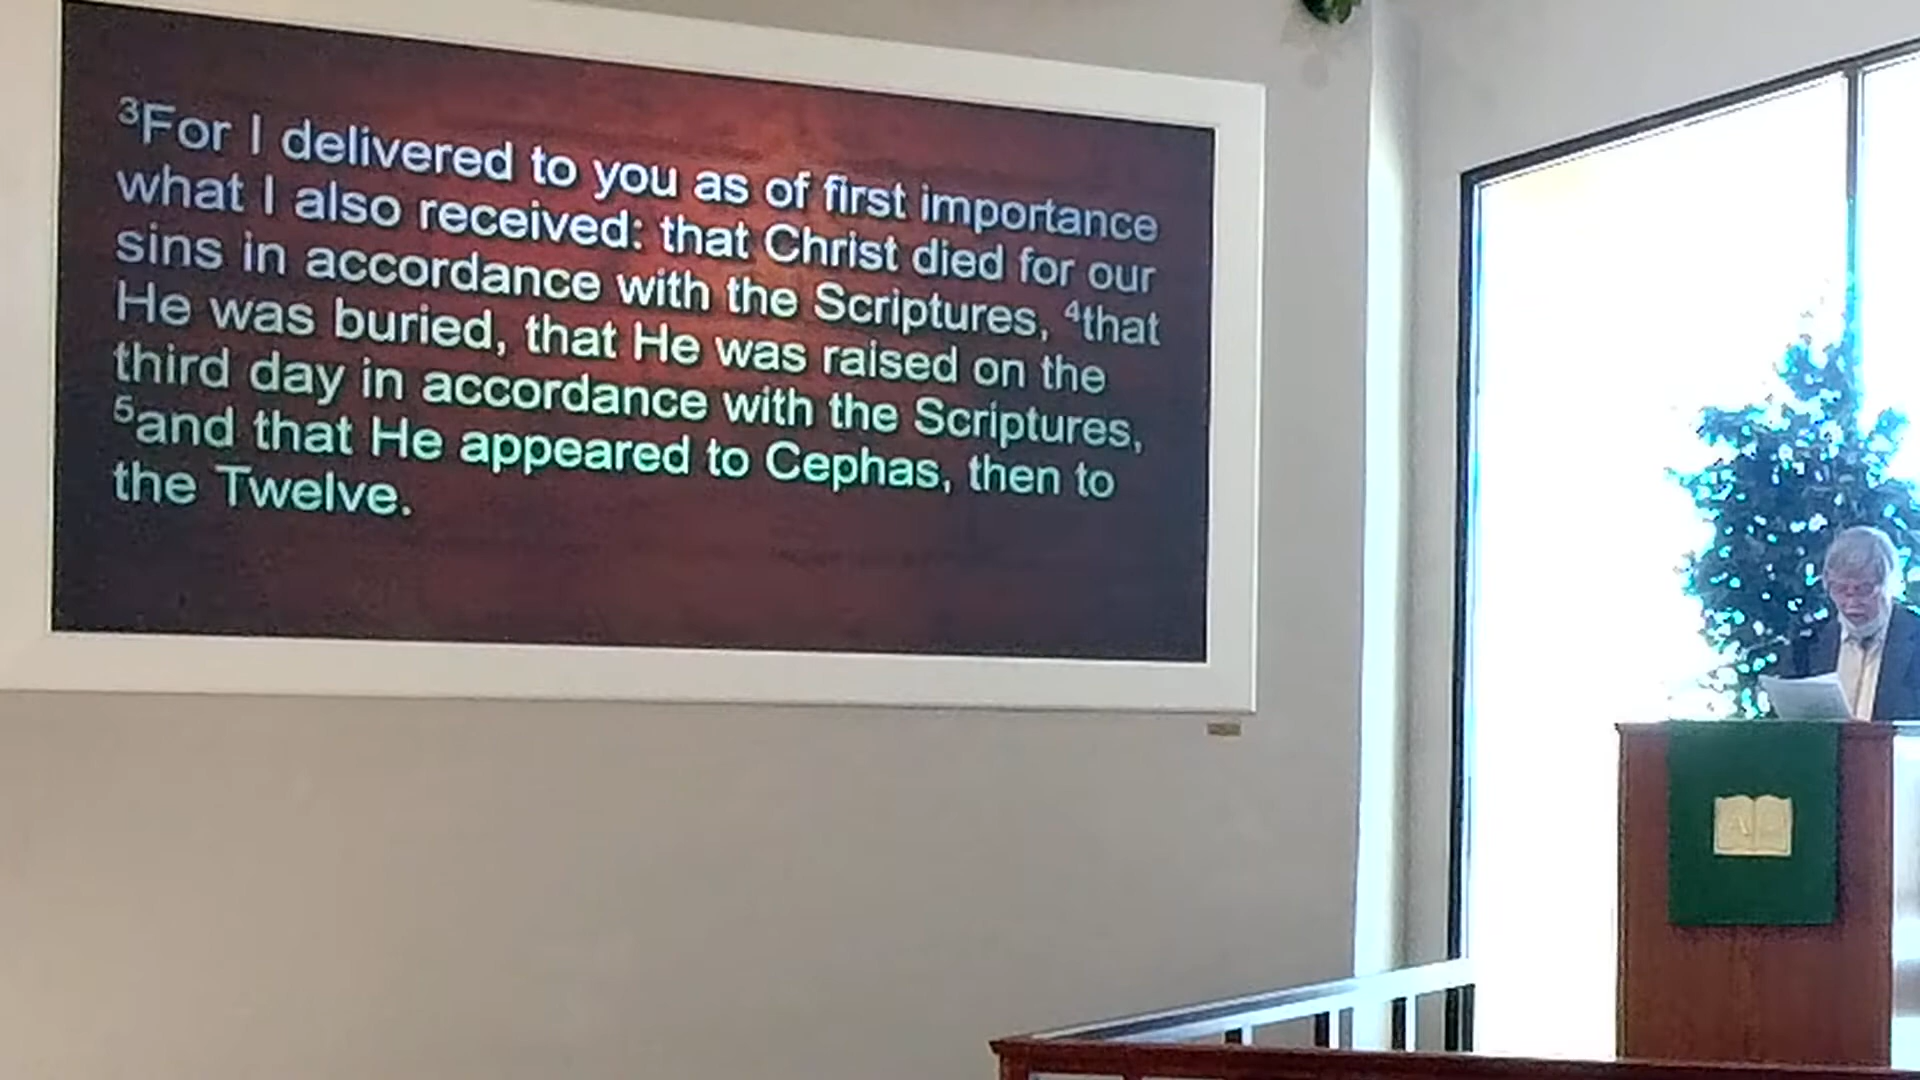 ³For I delivered to you as of first importance
what I also received: that Christ died for our
sins in accordance with the Scriptures, ⁴that
He was buried, that He was raised on the
third day in accordance with the Scriptures,
⁵and that He appeared to Cephas, then to
the Twelve.